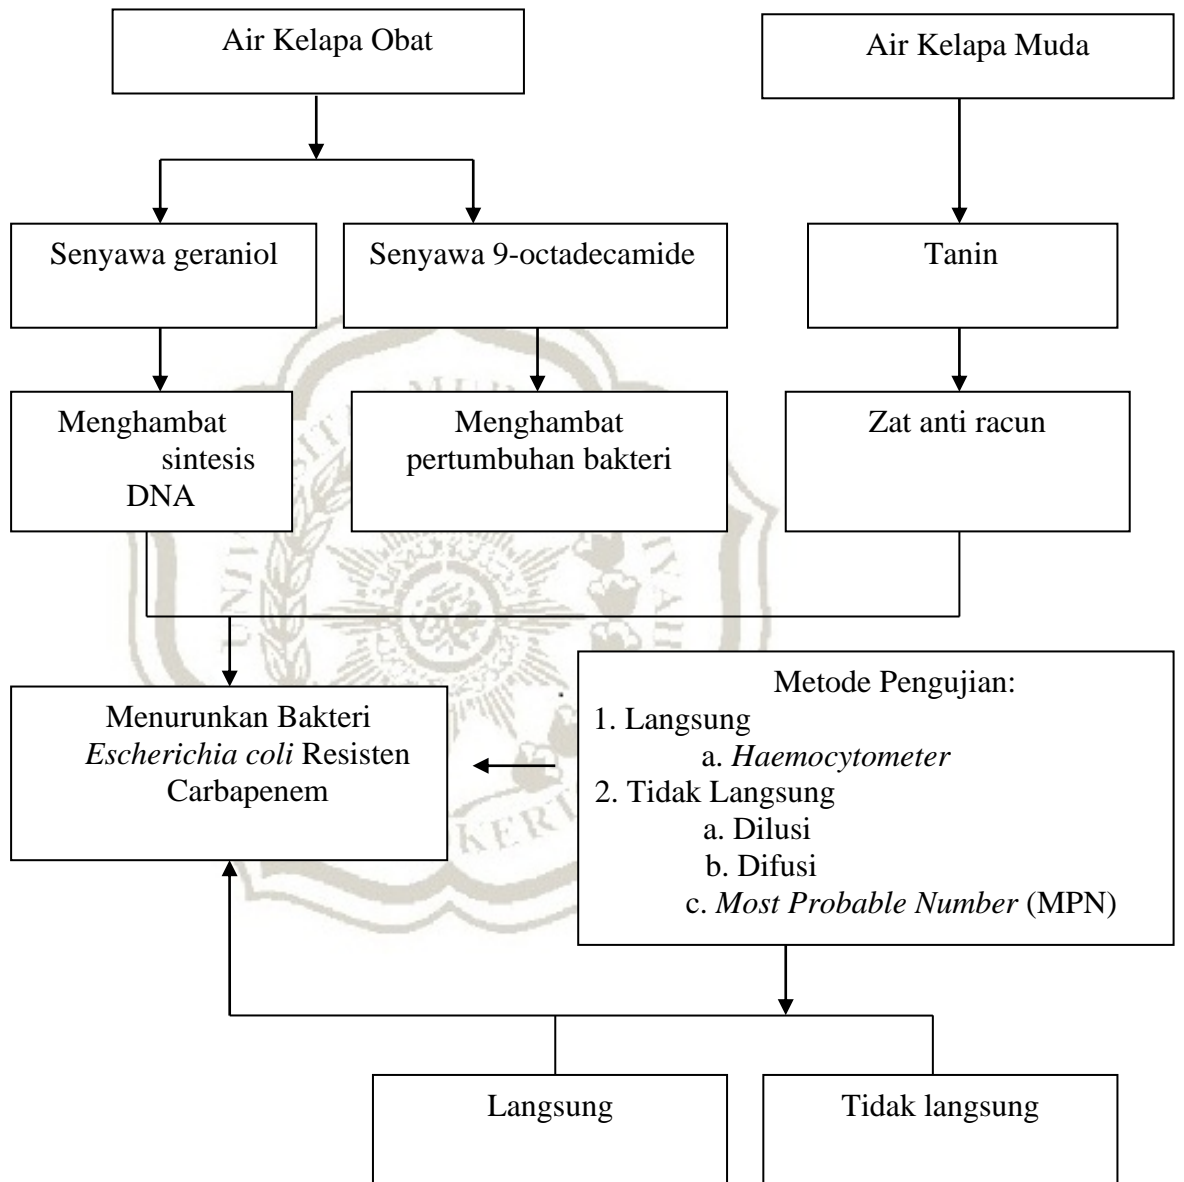 Air Kelapa Obat
Air Kelapa Muda
Senyawa geraniol
Senyawa 9-octadecamide
Tanin
Menghambat
sintesis
DNA
Menghambat
pertumbuhan bakteri
Zat anti racun
Menurunkan Bakteri
Escherichia coli Resisten
Carbapenem
Metode Pengujian:
1. Langsung
a. Haemocytometer
2. Tidak Langsung
a. Dilusi
b. Difusi
c. Most Probable Number (MPN)
Langsung
Tidak langsung